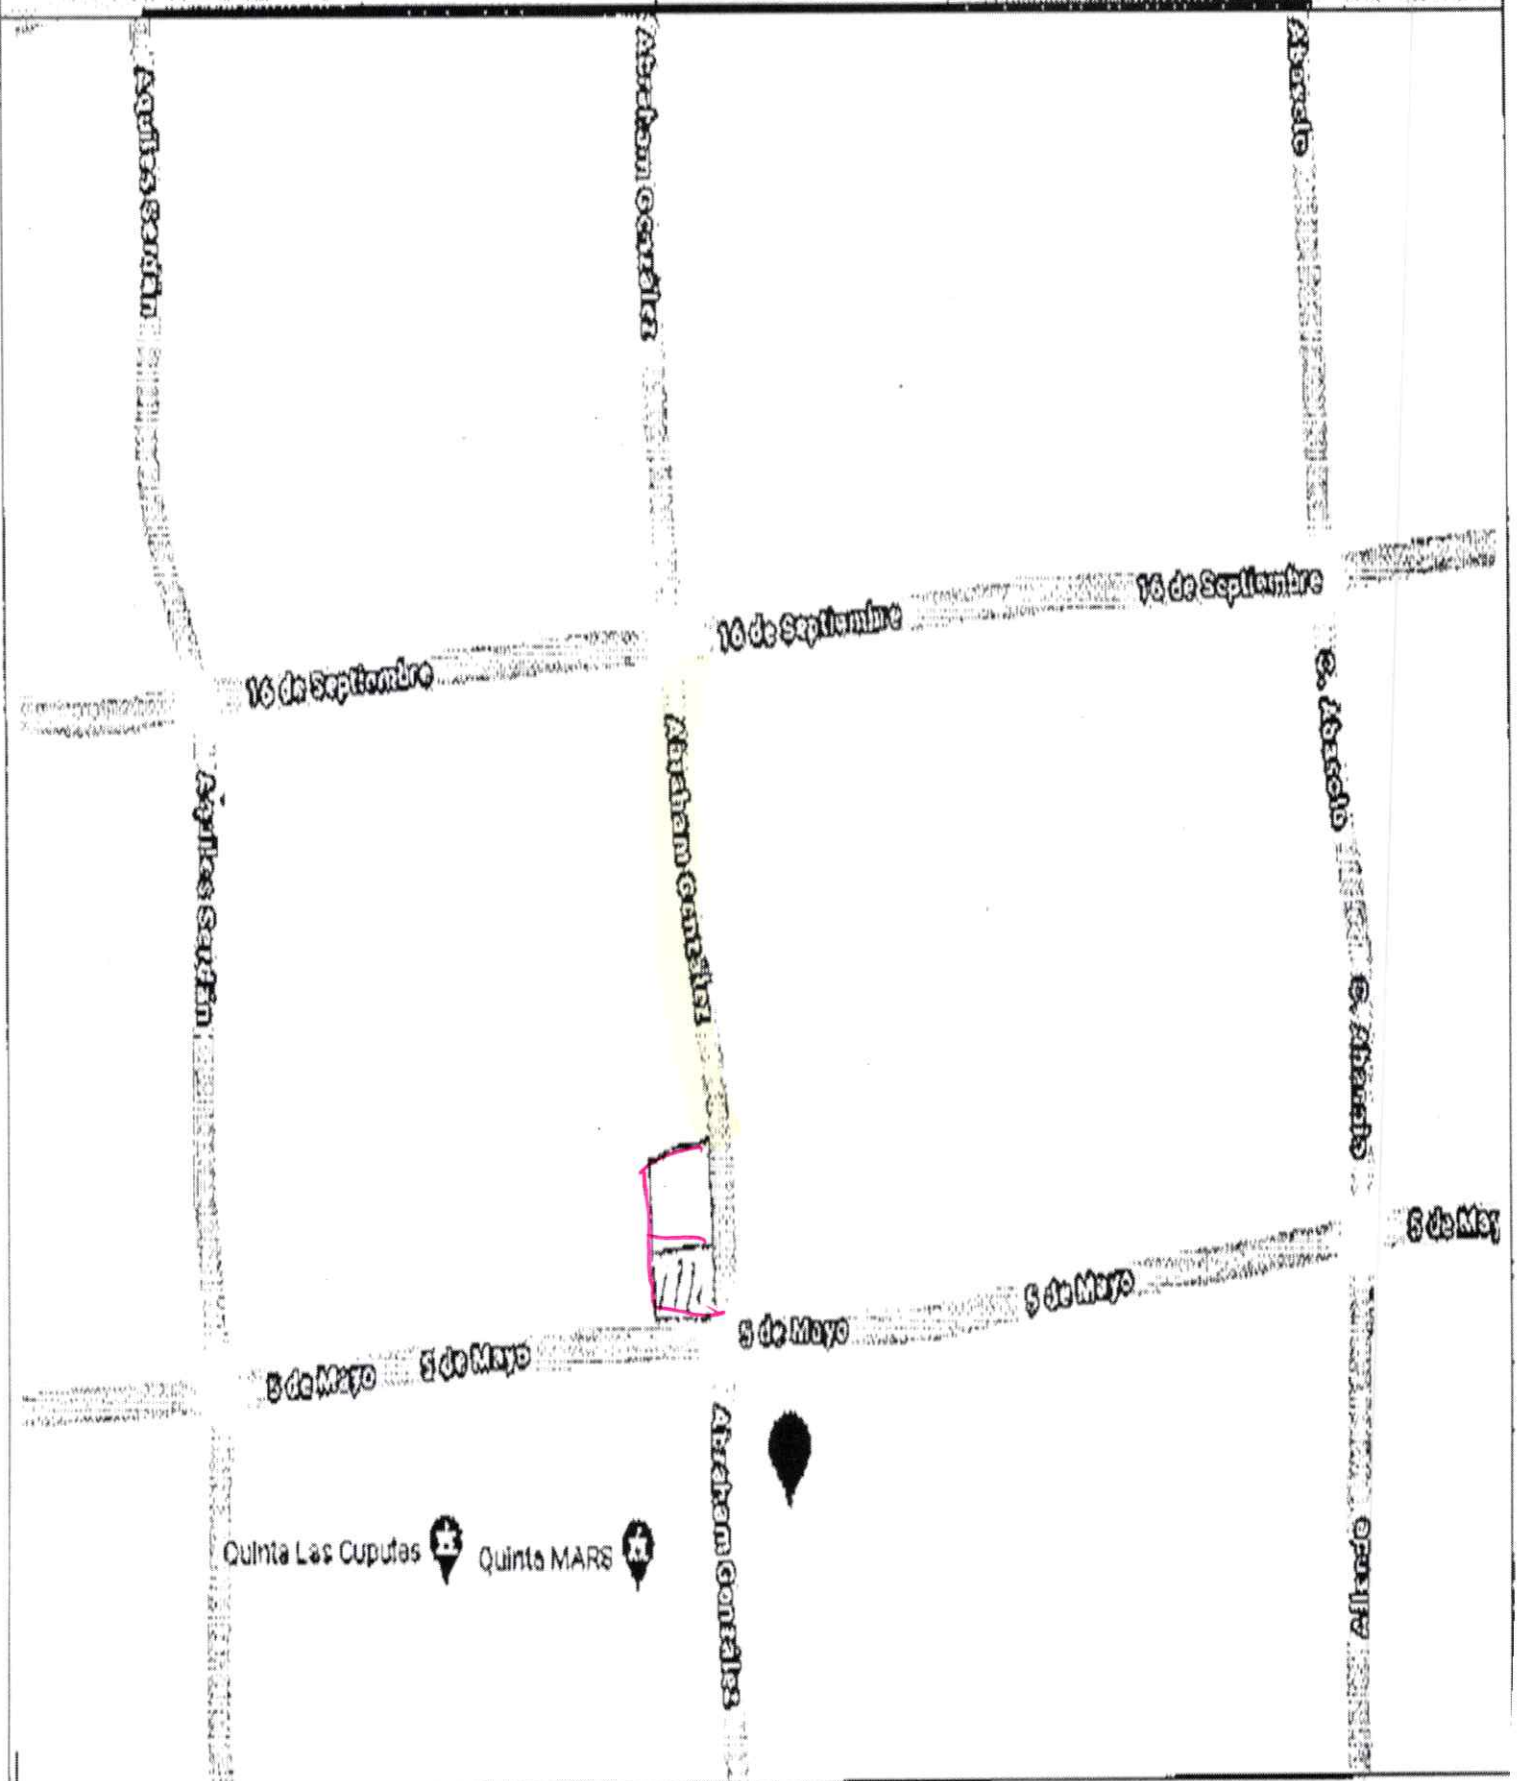 Aquiles Serdán
Abraham González
Abasolo
16 de Septiembre
16 de Septiembre
16 de Septiembre
C. Abasolo
Abraham González
Aquiles Serdán
C. Abasolo
5 de May
5 de Mayo
5 de Mayo
5 de Mayo
5 de Mayo
Abraham González
Quinta Las Cupulas
Quinta MARS